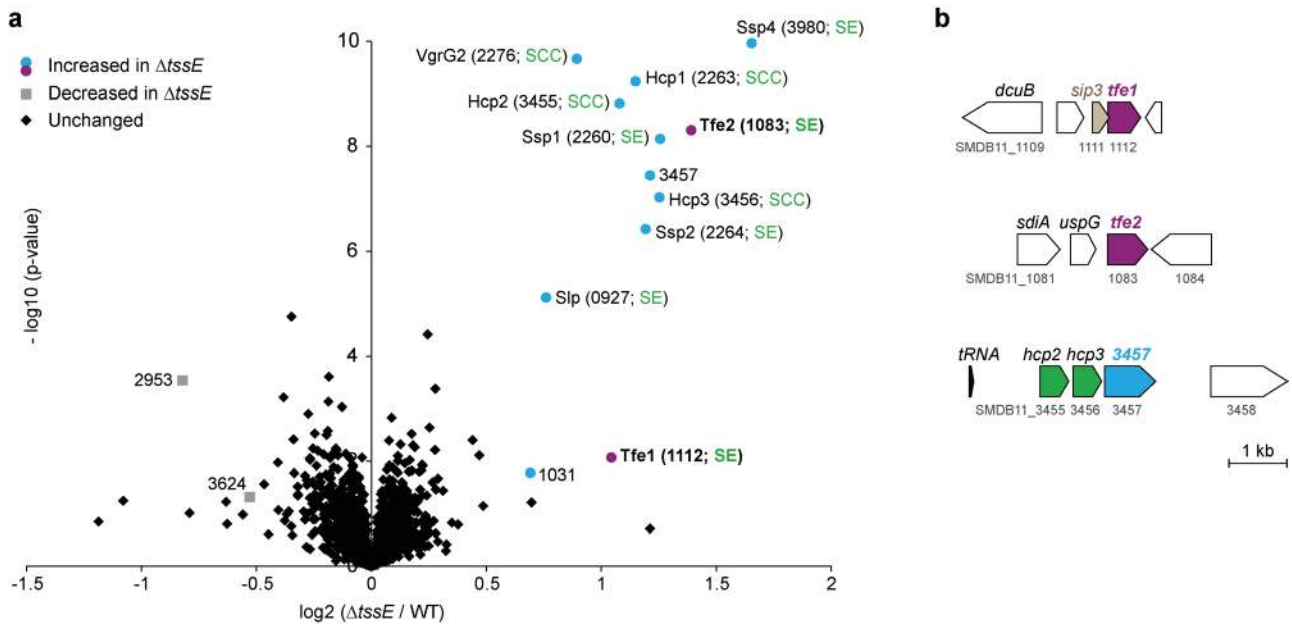 a
Increased in ΔtssE
Decreased in ΔtssE
Unchanged
- log10 (p-value)
10
8
6
4
2
0
Ssp4 (3980; SE)
VgrG2 (2276; SCC)
Hcp1 (2263; SCC)
Hcp2 (3455; SCC)
Tfe2 (1083; SE)
Ssp1 (2260; SE)
3457
Hcp3 (3456; SCC)
Ssp2 (2264; SE)
Slp (0927; SE)
2953
Tfe1 (1112; SE)
1031
3624
-1.5
-1
-0.5
0
0.5
1
1.5
2
log2 (ΔtssE / WT)
b
dcuB sip3 tfe1
SMDB11_1109 1111 1112
sdiA uspG tfe2
SMDB11_1081 1083 1084
tRNA hcp2 hcp3 3457
SMDB11_3455 3456 3457 3458
1 kb